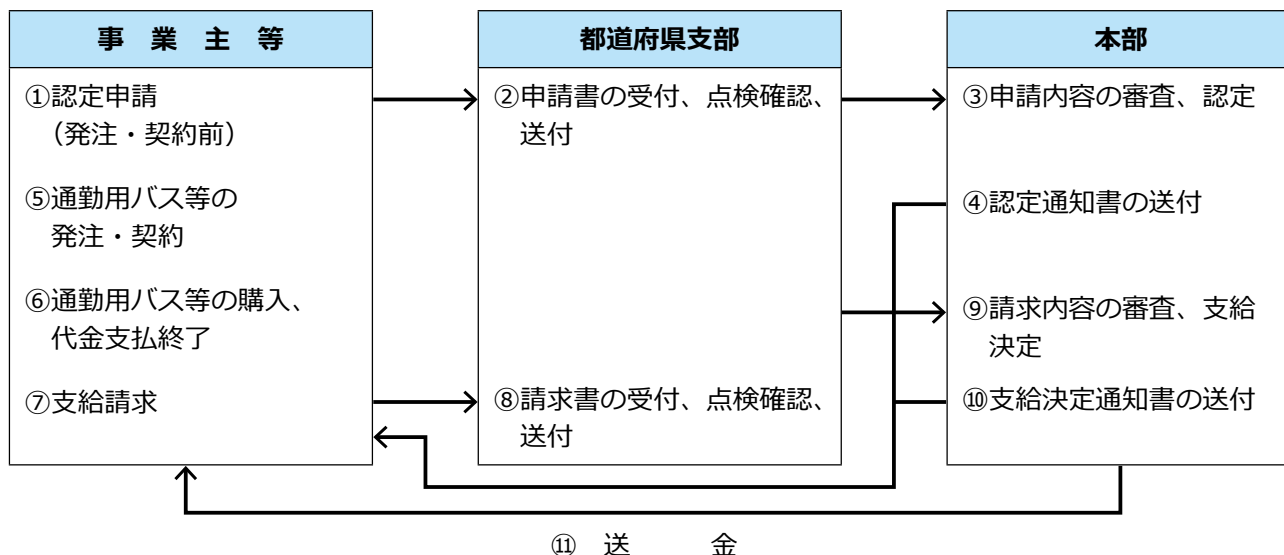 事 業 主 等
①認定申請
（発注・契約前）
⑤通勤用バス等の
発注・契約
⑥通勤用バス等の購入、
代金支払終了
⑦支給請求
都道府県支部
②申請書の受付、点検確認、
送付
⑧請求書の受付、点検確認、
送付
本部
③申請内容の審査、認定
④認定通知書の送付
⑨請求内容の審査、支給
決定
⑩支給決定通知書の送付
⑪ 送 金